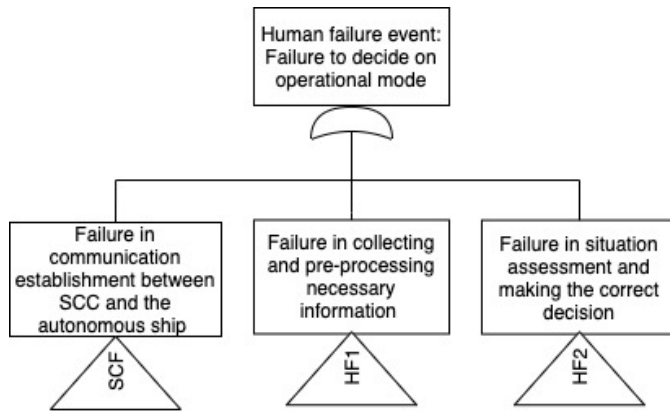 Human failure event:
Failure to decide on
operational mode
Failure in
communication
establishment between
SCC and the
autonomous ship
Failure in collecting
and pre-processing
necessary
information
Failure in situation
assessment and
making the correct
decision
SCF
HF1
HF2